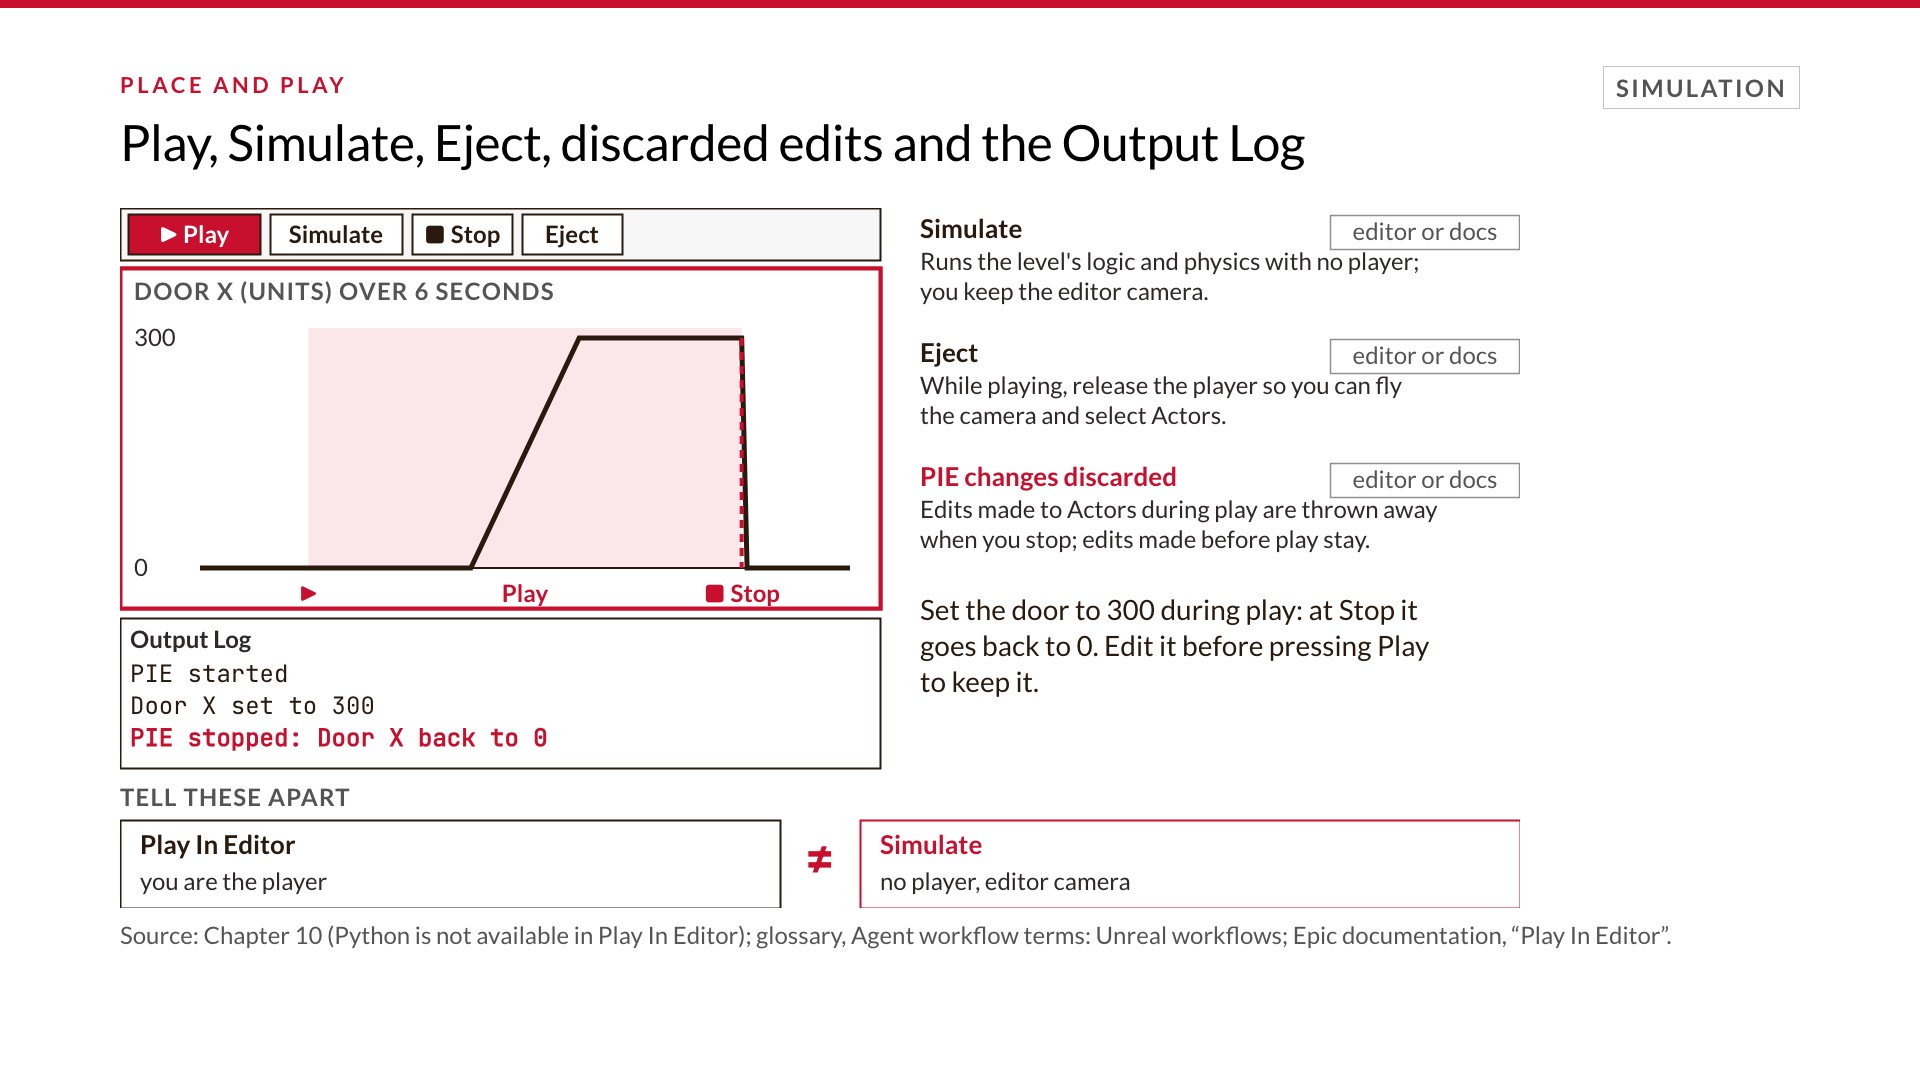 PLACE AND PLAY
SIMULATION
Play, Simulate, Eject, discarded edits and the Output Log
Play
Simulate
Stop
Eject
DOOR X (UNITS) OVER 6 SECONDS
300
0
Play
Stop
Output Log
PIE started
Door X set to 300
PIE stopped: Door X back to 0
Simulate
editor or docs
Runs the level's logic and physics with no player;
you keep the editor camera.
Eject
editor or docs
While playing, release the player so you can fly
the camera and select Actors.
PIE changes discarded
editor or docs
Edits made to Actors during play are thrown away
when you stop; edits made before play stay.
Set the door to 300 during play: at Stop it
goes back to 0. Edit it before pressing Play
to keep it.
TELL THESE APART
Play In Editor
you are the player
≠
Simulate
no player, editor camera
Source: Chapter 10 (Python is not available in Play In Editor); glossary, Agent workflow terms: Unreal workflows; Epic documentation, “Play In Editor”.